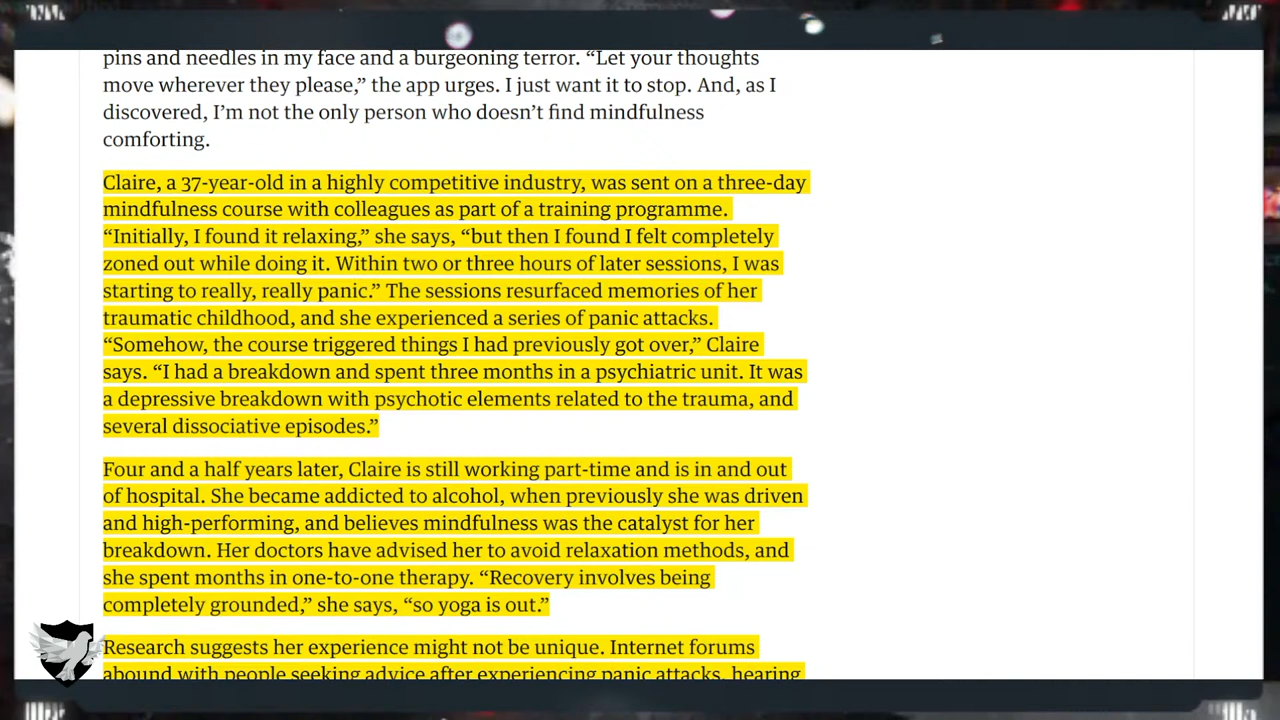 pins and needles in my face and a burgeoning terror. “Let your thoughts
move wherever they please,” the app urges. I just want it to stop. And, as I
discovered, I’m not the only person who doesn’t find mindfulness
comforting.
Claire, a 37-year-old in a highly competitive industry, was sent on a three-day
mindfulness course with colleagues as part of a training programme.
“Initially, I found it relaxing,” she says, “but then I found I felt completely
zoned out while doing it. Within two or three hours of later sessions, I was
starting to really, really panic.” The sessions resurfaced memories of her
traumatic childhood, and she experienced a series of panic attacks.
“Somehow, the course triggered things I had previously got over,” Claire
says. “I had a breakdown and spent three months in a psychiatric unit. It was
a depressive breakdown with psychotic elements related to the trauma, and
several dissociative episodes.”
Four and a half years later, Claire is still working part-time and is in and out
of hospital. She became addicted to alcohol, when previously she was driven
and high-performing, and believes mindfulness was the catalyst for her
breakdown. Her doctors have advised her to avoid relaxation methods, and
she spent months in one-to-one therapy. “Recovery involves being
completely grounded,” she says, “so yoga is out.”
Research suggests her experience might not be unique. Internet forums
abound with people seeking advice after experiencing panic attacks, hearing